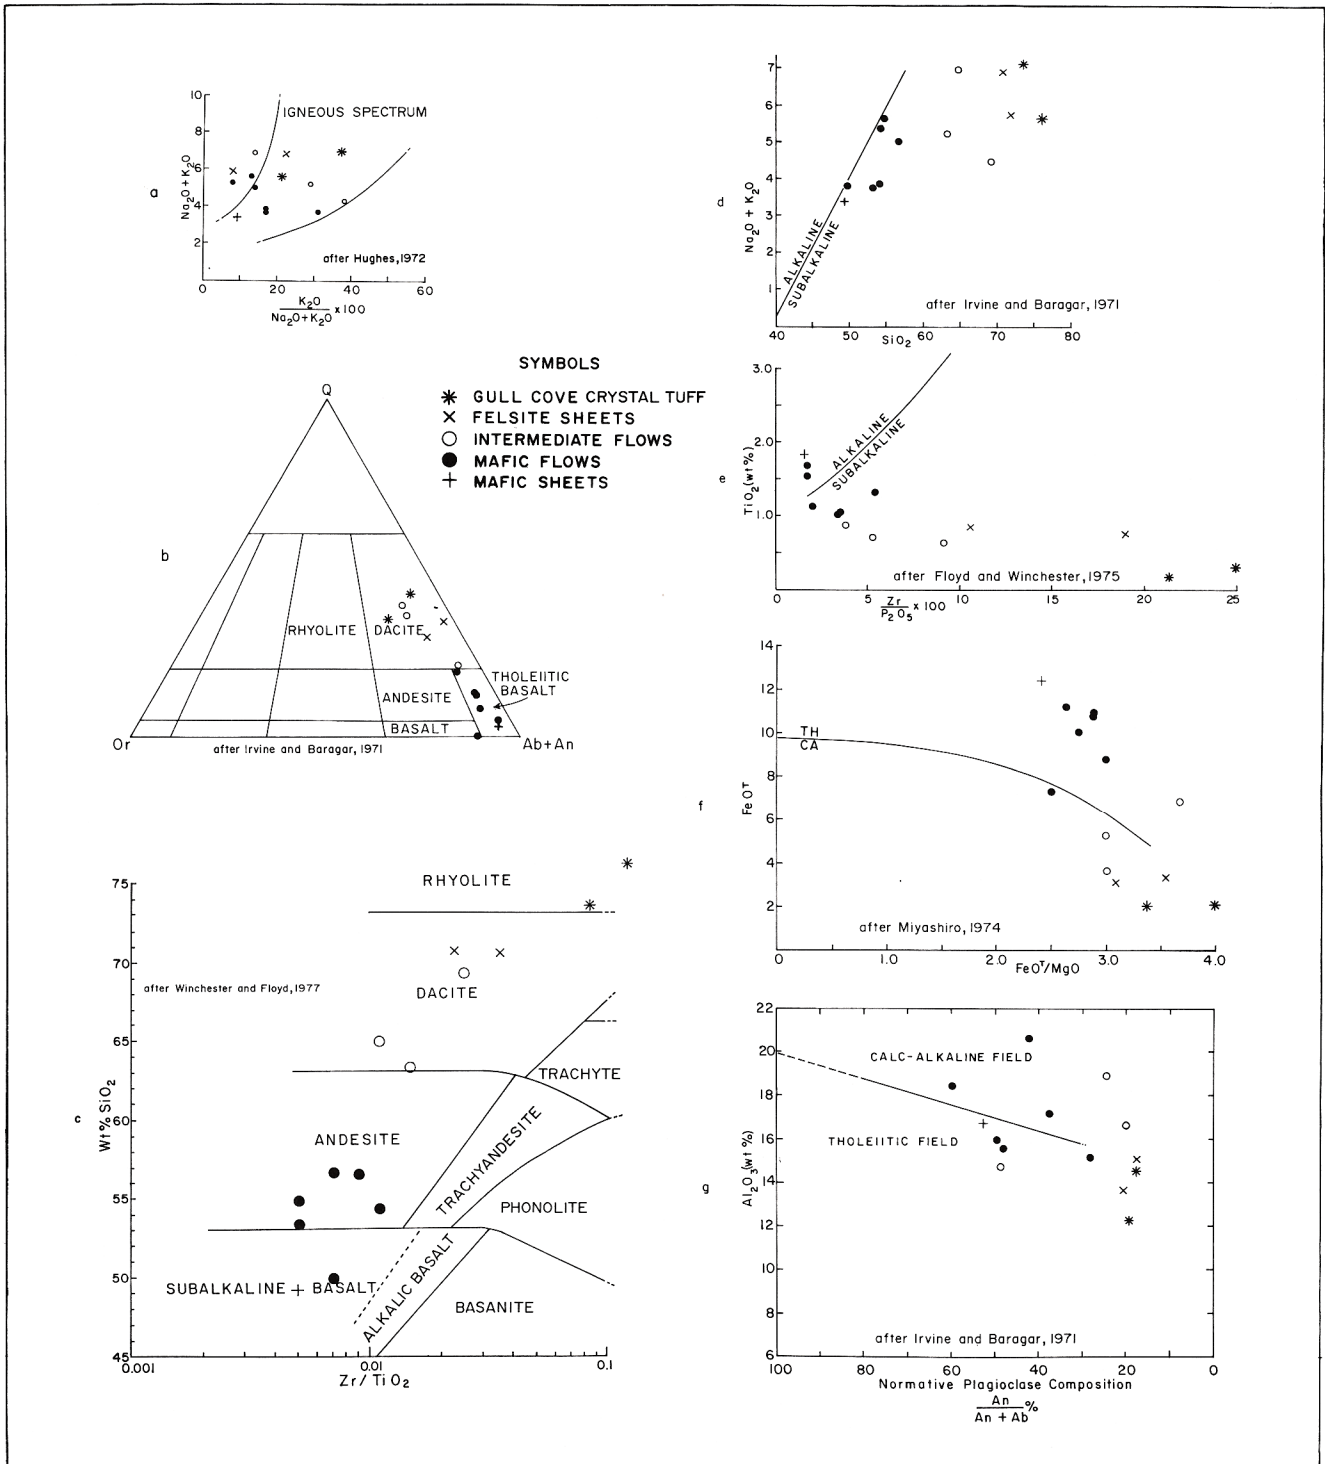 a
10
8
6
4
2
Na2O+K2O
IGNEOUS SPECTRUM
after Hughes,1972
0 20 40 60
K2O
Na2O+K2O x100
SYMBOLS
GULL COVE CRYSTAL TUFF
FELSITE SHEETS
INTERMEDIATE FLOWS
MAFIC FLOWS
MAFIC SHEETS
b
Q
RHYOLITE DACITE
THOLEIITIC
BASALT
ANDESITE
BASALT
Or
after Irvine and Baragar, 1971
Ab+An
c
Wt% SiO2
75
70
65
60
55
50
45
RHYOLITE
after Winchester and Floyd,1977
DACITE
TRACHYTE
ANDESITE
TRACHYANDESITE
PHONOLITE
SUBALKALINE BASALT
ALKALIC BASALT
BASANITE
0.001 0.01 0.1
Zr/TiO2
d
Na2O + K2O
7
6
5
4
3
2
1
ALKALINE
SUBALKALINE
after Irvine and Baragar, 1971
40 50 60 70 80
SiO2
e
TiO2(wt%)
3.0
2.0
1.0
ALKALINE
SUBALKALINE
after Floyd and Winchester, 1975
0 5 10 15 20 25
Zr
P2O5 x100
f
FeOT
14
12
10
8
6
4
2
TH
CA
after Miyashiro, 1974
0 1.0 2.0 3.0 4.0
FeOT/MgO
g
Al2O3(wt%)
22
20
18
16
14
12
10
8
6
CALC-ALKALINE FIELD
THOLEIITIC FIELD
after Irvine and Baragar, 1971
100 80 60 40 20 0
Normative Plagioclase Composition
An
An + Ab %